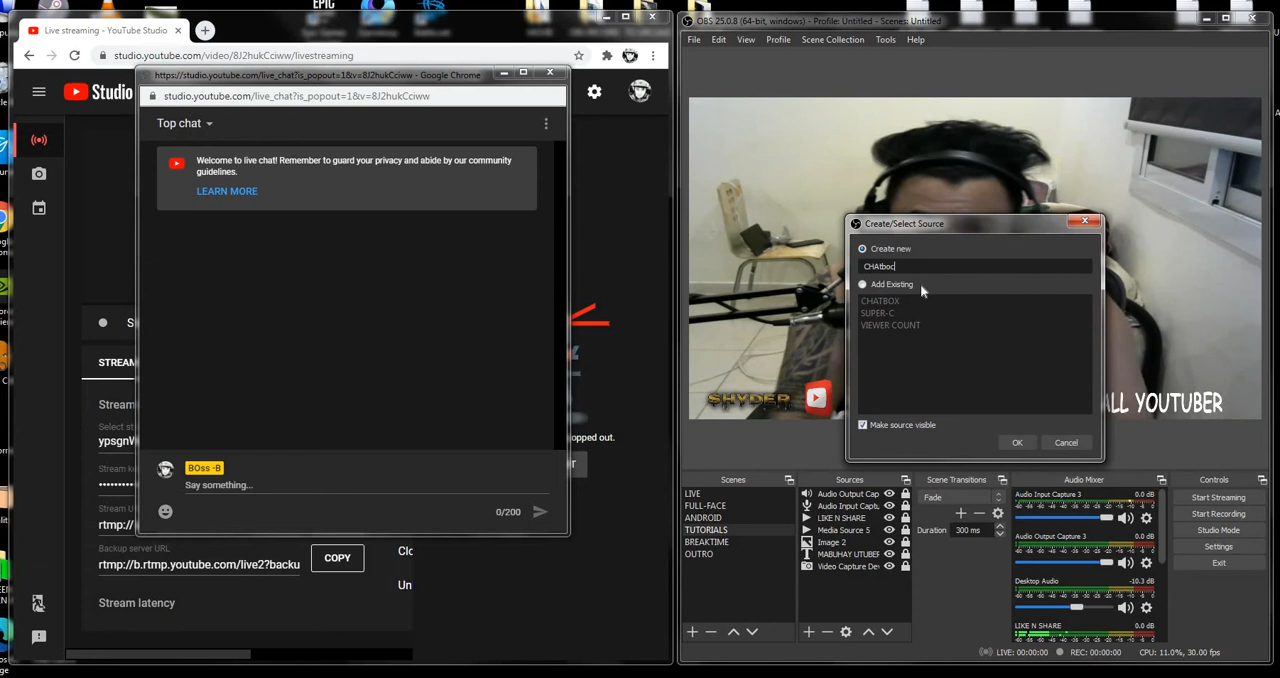 EPIC
Live streaming - YouTube Studio
studio.youtube.com/video/8J2hukCciww/livestreaming
https://studio.youtube.com/live_chat?is_popout=1&v=8J2hukCciww - Google Chrome
studio.youtube.com/live_chat?is_popout=1&v=8J2hukCciww
Studio
Top chat
Welcome to live chat! Remember to guard your privacy and abide by our community
guidelines.
LEARN MORE
STREAM
Select st
Stream key
Stream U
rtmp://
Backup server URL
rtmp://b.rtmp.youtube.com/live2?backu
COPY
Stream latency
opped out.
BOss -B
Say something...
0/200
OBS 25.0.8 (64-bit, windows) - Profile: Untitled - Scenes: Untitled
File Edit View Profile Scene Collection Tools Help
Create/Select Source
Create new
CHAtboc
Add Existing
CHATBOX
SUPER-C
VIEWER COUNT
Make source visible
OK Cancel
SHYDER
ALL YOUTUBER
Scenes
LIVE
FULL-FACE
ANDROID
TUTORIALS
BREAKTIME
OUTRO
Sources
Audio Output Cap
Audio Input Captu
LIKE N SHARE
Media Source 5
Image 2
MABUHAY UTUBER
Video Capture Dev
Scene Transitions
Fade
Duration 300 ms
Audio Mixer
Audio Input Capture 3 0.0 dB
Audio Output Capture 3 0.0 dB
Desktop Audio -10.3 dB
LIKE N SHARE 0.0 dB
Controls
Start Streaming
Start Recording
Studio Mode
Settings
Exit
LIVE: 00:00:00 REC: 00:00:00 CPU: 11.0%, 30.00 fps